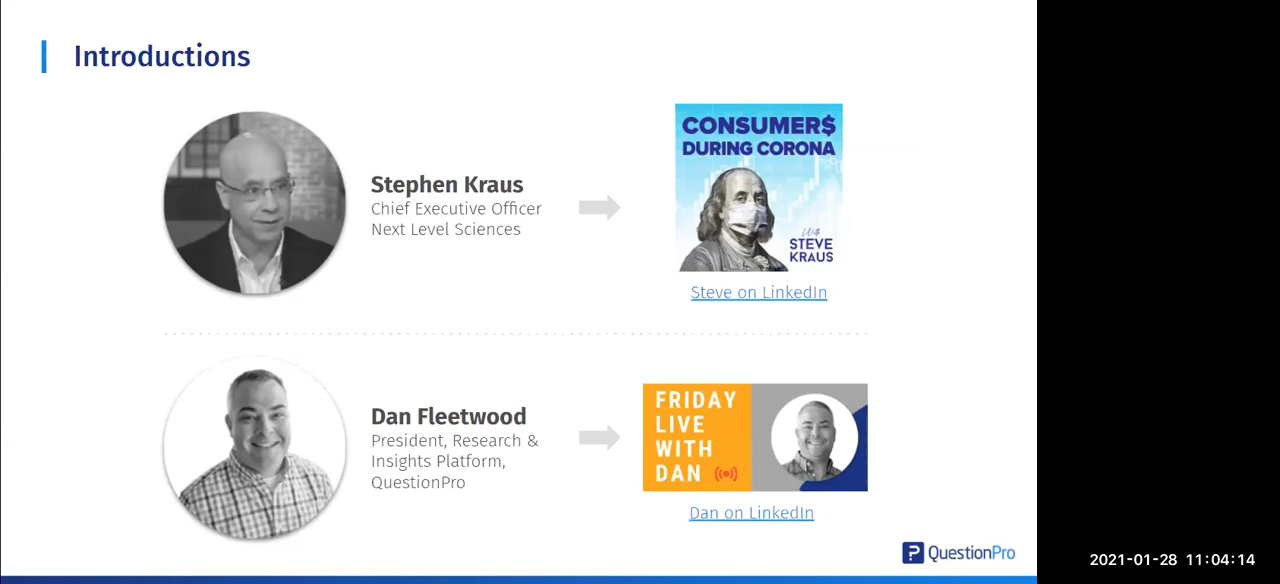 Introductions
Stephen Kraus
Chief Executive Officer
Next Level Sciences
CONSUMER$
DURING CORONA
With
STEVE
KRAUS
Steve on LinkedIn
Dan Fleetwood
President, Research &
Insights Platform,
QuestionPro
FRIDAY
LIVE
WITH
DAN
Dan on LinkedIn
QuestionPro
2021-01-28 11:04:14